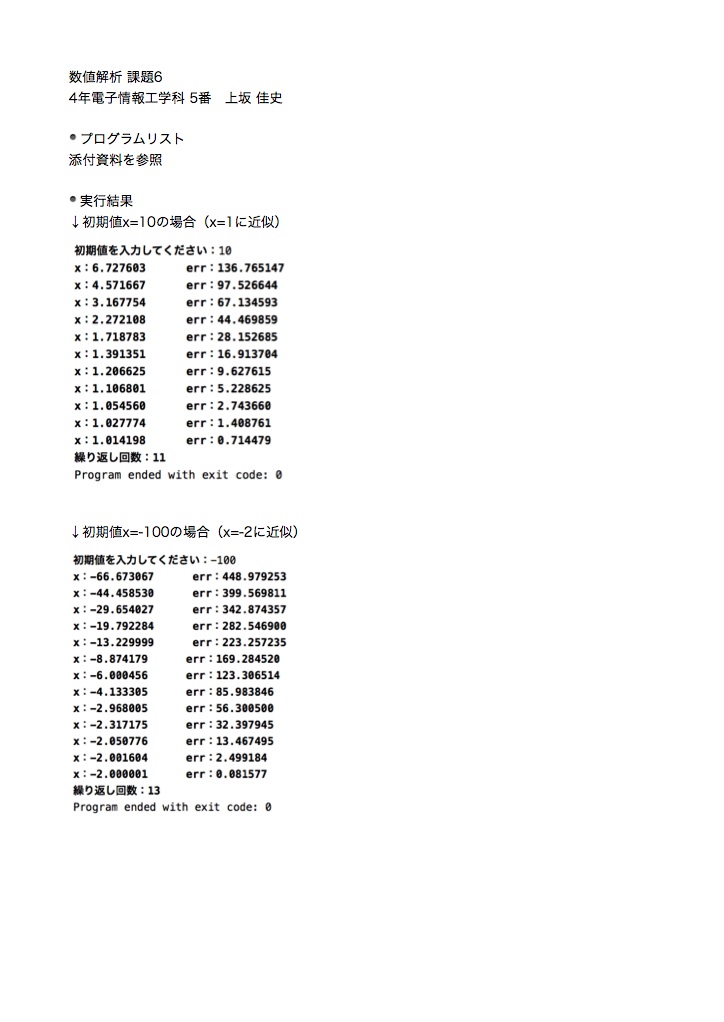 数値解析 課題6
4年電子情報工学科 5番　上坂 佳史
● プログラムリスト
添付資料を参照
● 実行結果
↓初期値x=10の場合（x=1に近似）
初期値を入力してください：10
x：6.727603 err：136.765147
x：4.571667 err：97.526644
x：3.167754 err：67.134593
x：2.272108 err：44.469859
x：1.718783 err：28.152685
x：1.391351 err：16.913704
x：1.206625 err：9.627615
x：1.106801 err：5.228625
x：1.054560 err：2.743660
x：1.027774 err：1.408761
x：1.014198 err：0.714479
繰り返し回数：11
Program ended with exit code: 0
↓初期値x=-100の場合（x=-2に近似）
初期値を入力してください：-100
x：-66.673067 err：448.979253
x：-44.458530 err：399.569811
x：-29.654027 err：342.874357
x：-19.792284 err：282.546900
x：-13.229999 err：223.257235
x：-8.874179 err：169.284520
x：-6.000456 err：123.306514
x：-4.133305 err：85.983846
x：-2.968005 err：56.300500
x：-2.317175 err：32.397945
x：-2.050776 err：13.467495
x：-2.001604 err：2.499184
x：-2.000001 err：0.081577
繰り返し回数：13
Program ended with exit code: 0